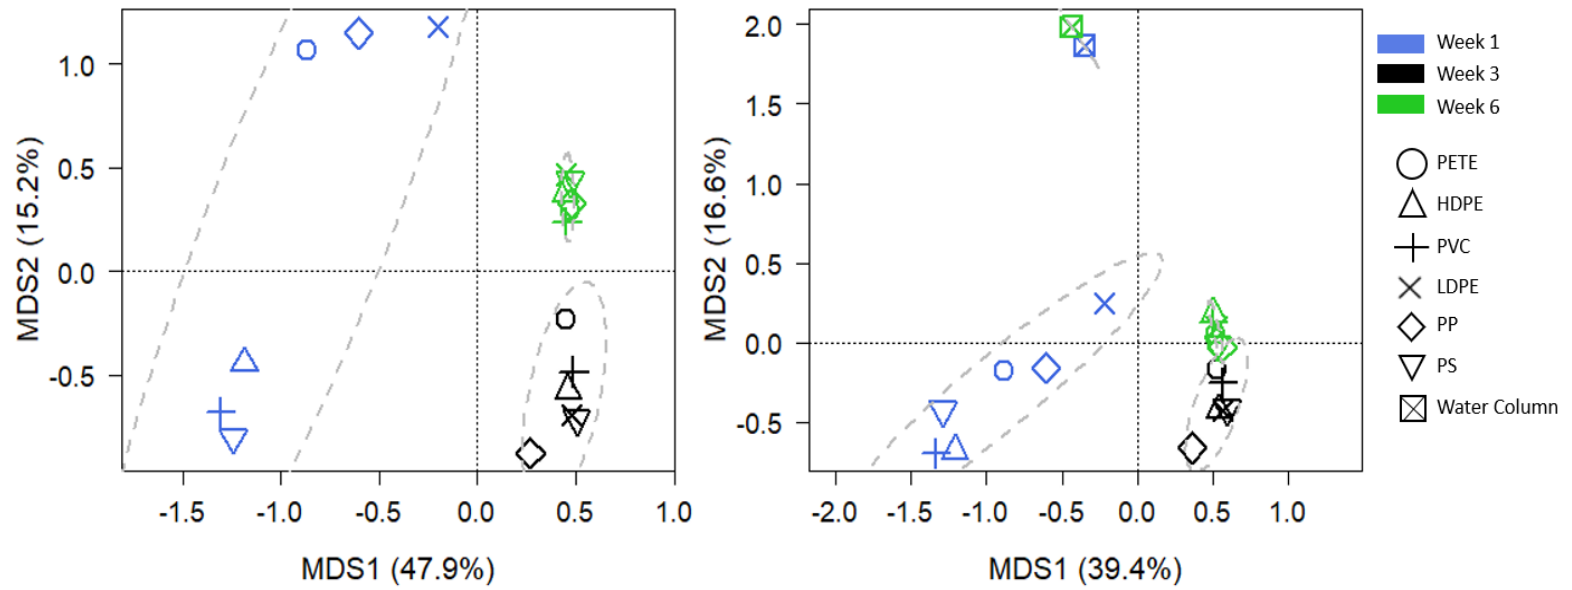 MDS2 (15.2%)
1.0
0.5
0.0
-0.5
-1.5
-1.0
-0.5
0.0
0.5
1.0
MDS1 (47.9%)
MDS2 (16.6%)
2.0
1.5
1.0
0.5
0.0
-0.5
-2.0
-1.5
-1.0
-0.5
0.0
0.5
1.0
MDS1 (39.4%)
Week 1
Week 3
Week 6
PETE
HDPE
PVC
LDPE
PP
PS
Water Column